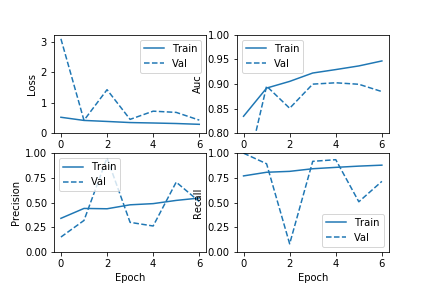 3
2
1
0
Loss
Train
Val
0
2
4
6
1.00
0.95
0.90
0.85
0.80
Auc
Train
Val
0
2
4
6
1.00
0.75
0.50
0.25
0.00
Precision
Train
Val
0
2
4
6
Epoch
1.00
0.75
0.50
0.25
0.00
Recall
Train
Val
0
2
4
6
Epoch